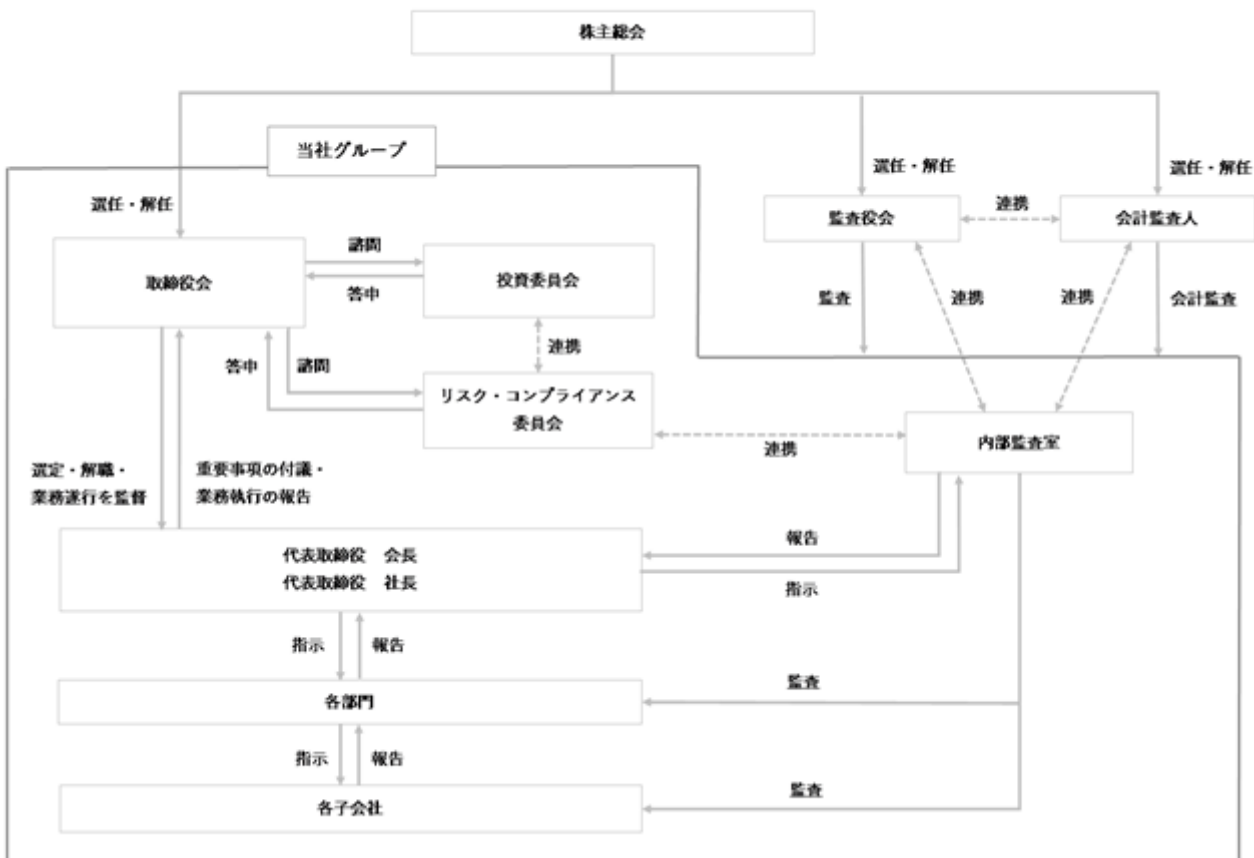 株主総会
当社グループ
選任・解任
選任・解任
選任・解任
監査役会
連携
会計監査人
取締役会
諮問
答申
投資委員会
監査
連携
連携
会計監査
連携
答申
諮問
リスク・コンプライアンス
委員会
連携
内部監査室
選定・解職・
業務遂行を監督
重要事項の付議・
業務執行の報告
代表取締役　会長
代表取締役　社長
報告
指示
指示
報告
各部門
監査
指示
報告
各子会社
監査